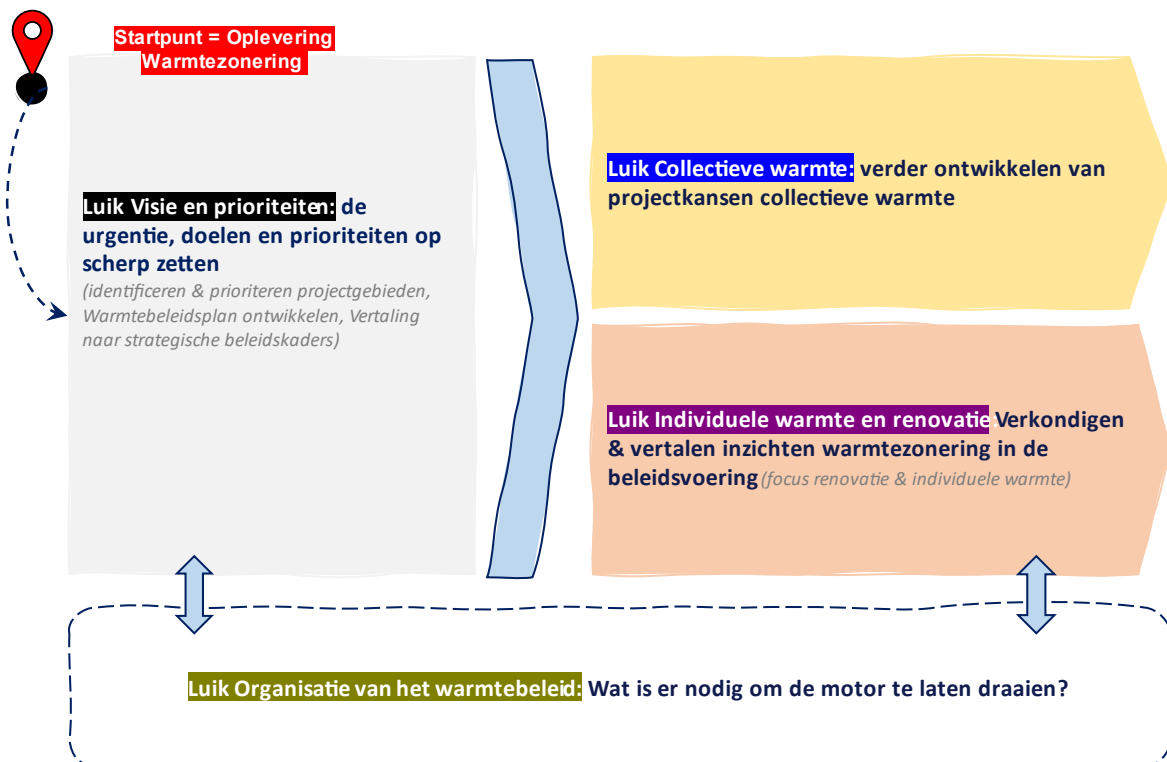 Startpunt = Oplevering
Warmtezonering
Luik Visie en prioriteiten: de
urgentie, doelen en prioriteiten op
scherp zetten
(identificeren & prioriteren projectgebieden,
Warmtebeleidsplan ontwikkelen, Vertaling
naar strategische beleidskaders)
Luik Collectieve warmte: verder ontwikkelen van
projectkansen collectieve warmte
Luik Individuele warmte en renovatie Verkondigen
& vertalen inzichten warmtezonering in de
beleidsvoering (focus renovatie & individuele warmte)
Luik Organisatie van het warmtebeleid: Wat is er nodig om de motor te laten draaien?